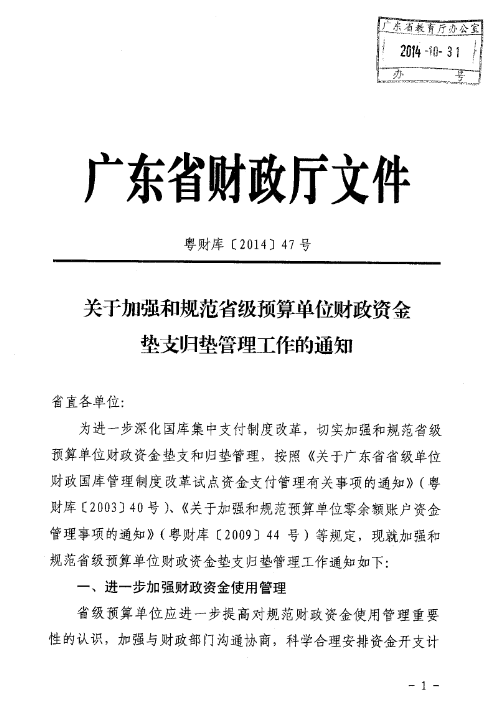 广东省教育厅办公室
2014-10-31
办 号
广东省财政厅文件
粤财库〔2014〕47号
关于加强和规范省级预算单位财政资金
垫支归垫管理工作的通知
省直各单位：
为进一步深化国库集中支付制度改革，切实加强和规范省级
预算单位财政资金垫支和归垫管理，按照《关于广东省省级单位
财政国库管理制度改革试点资金支付管理有关事项的通知》（粤
财库〔2003〕40号）、《关于加强和规范预算单位零余额账户资金
管理事项的通知》（粤财库〔2009〕44 号）等规定，现就加强和
规范省级预算单位财政资金垫支归垫管理工作通知如下：
一、进一步加强财政资金使用管理
省级预算单位应进一步提高对规范财政资金使用管理重要
性的认识，加强与财政部门沟通协商，科学合理安排资金开支计
- 1 -